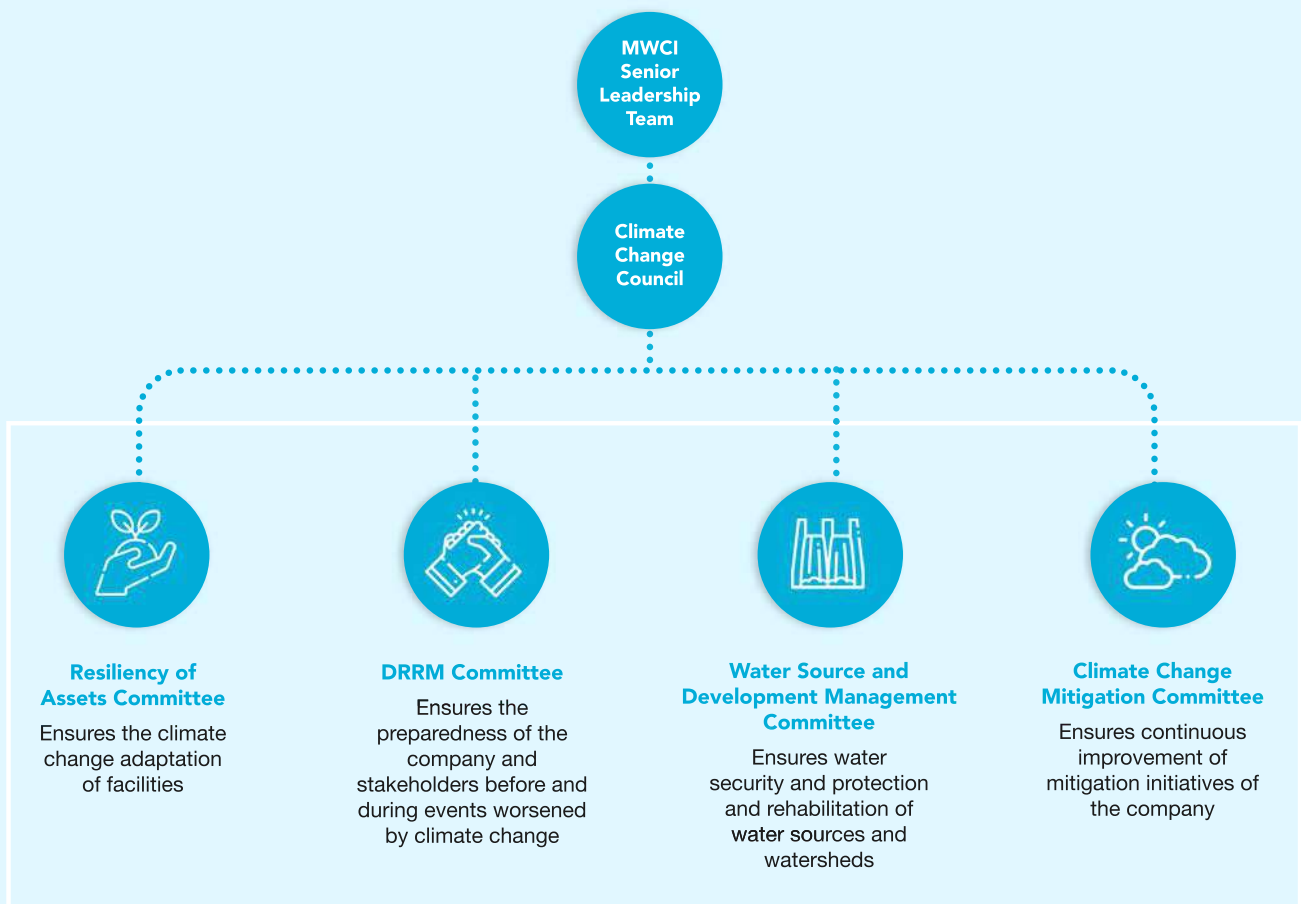 MWCI
Senior
Leadership
Team
Climate
Change
Council
Resiliency of
Assets Committee
Ensures the climate
change adaptation
of facilities
DRRM Committee
Ensures the
preparedness of the
company and
stakeholders before and
during events worsened
by climate change
Water Source and
Development Management
Committee
Ensures water
security and protection
and rehabilitation of
water sources and
watersheds
Climate Change
Mitigation Committee
Ensures continuous
improvement of
mitigation initiatives of
the company